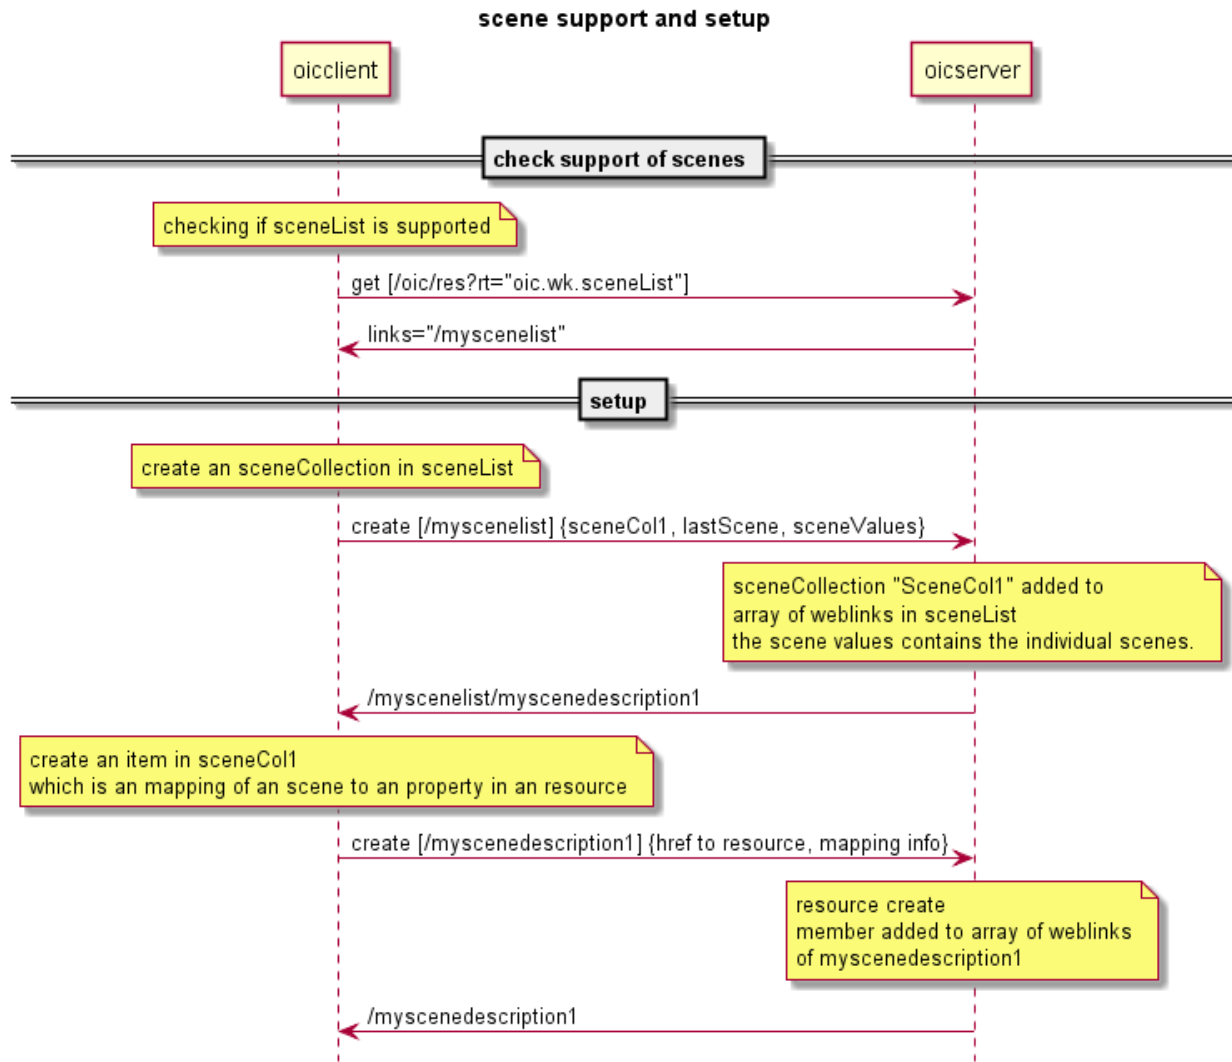 scene support and setup
oicclient
oicserver
check support of scenes
checking if sceneList is supported
get [/oic/res?rt="oic.wk.sceneList"]
links="/myscenelist"
setup
create an sceneCollection in sceneList
create [/myscenelist] {sceneCol1, lastScene, sceneValues}
sceneCollection "SceneCol1" added to
array of weblinks in sceneList
the scene values contains the individual scenes.
/myscenelist/myscenedescription1
create an item in sceneCol1
which is an mapping of an scene to an property in an resource
create [/myscenedescription1] {href to resource, mapping info}
resource create
member added to array of weblinks
of myscenedescription1
/myscenedescription1